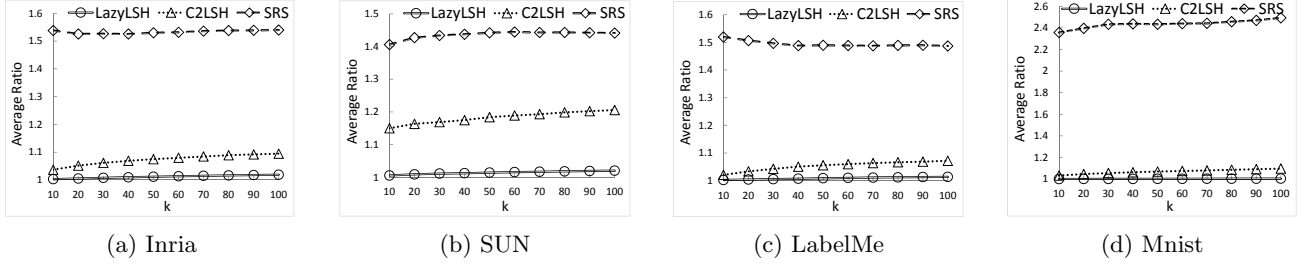 LazyLSH C2LSH SRS
1.6
1.5
1.4
1.3
1.2
1.1
1
Average Ratio
10 20 30 40 50 60 70 80 90 100
k
(a) Inria
LazyLSH C2LSH SRS
1.5
1.4
1.3
1.2
1.1
1
Average Ratio
10 20 30 40 50 60 70 80 90 100
k
(b) SUN
LazyLSH C2LSH SRS
1.6
1.5
1.4
1.3
1.2
1.1
1
Average Ratio
10 20 30 40 50 60 70 80 90 100
k
(c) LabelMe
LazyLSH C2LSH SRS
2.6
2.4
2.2
2
1.8
1.6
1.4
1.2
1
Average Ratio
10 20 30 40 50 60 70 80 90 100
k
(d) Mnist